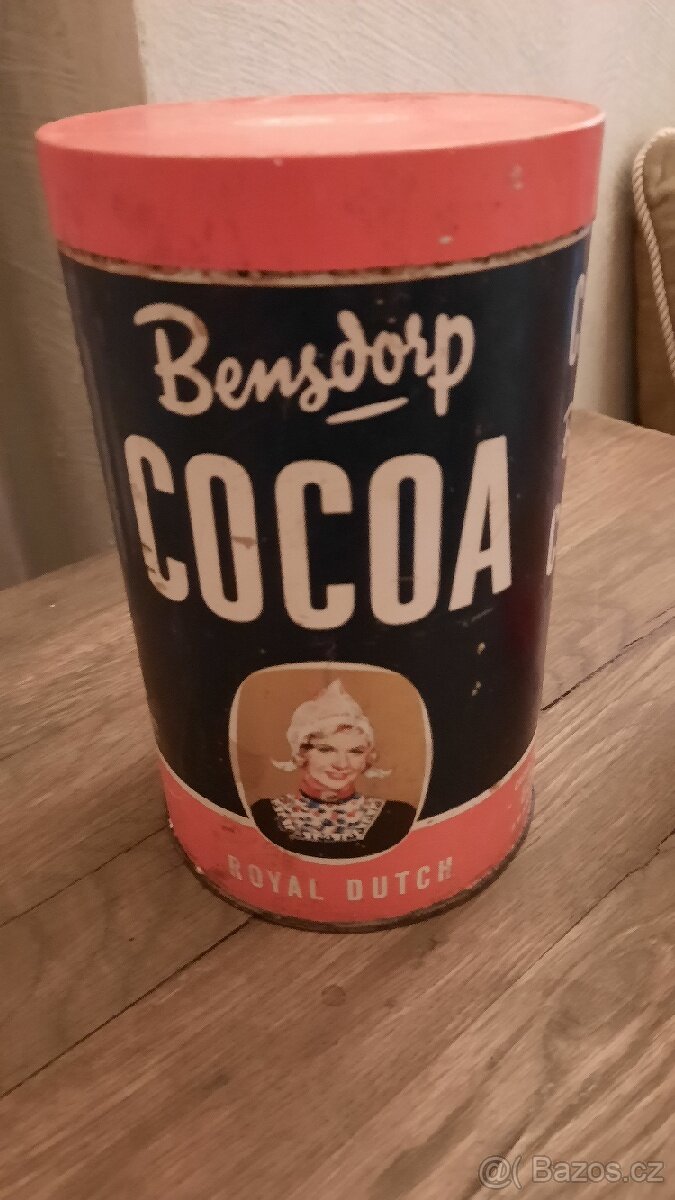 Bensdorp
COCOA
ROYAL DUTCH
@( Bazos.cz